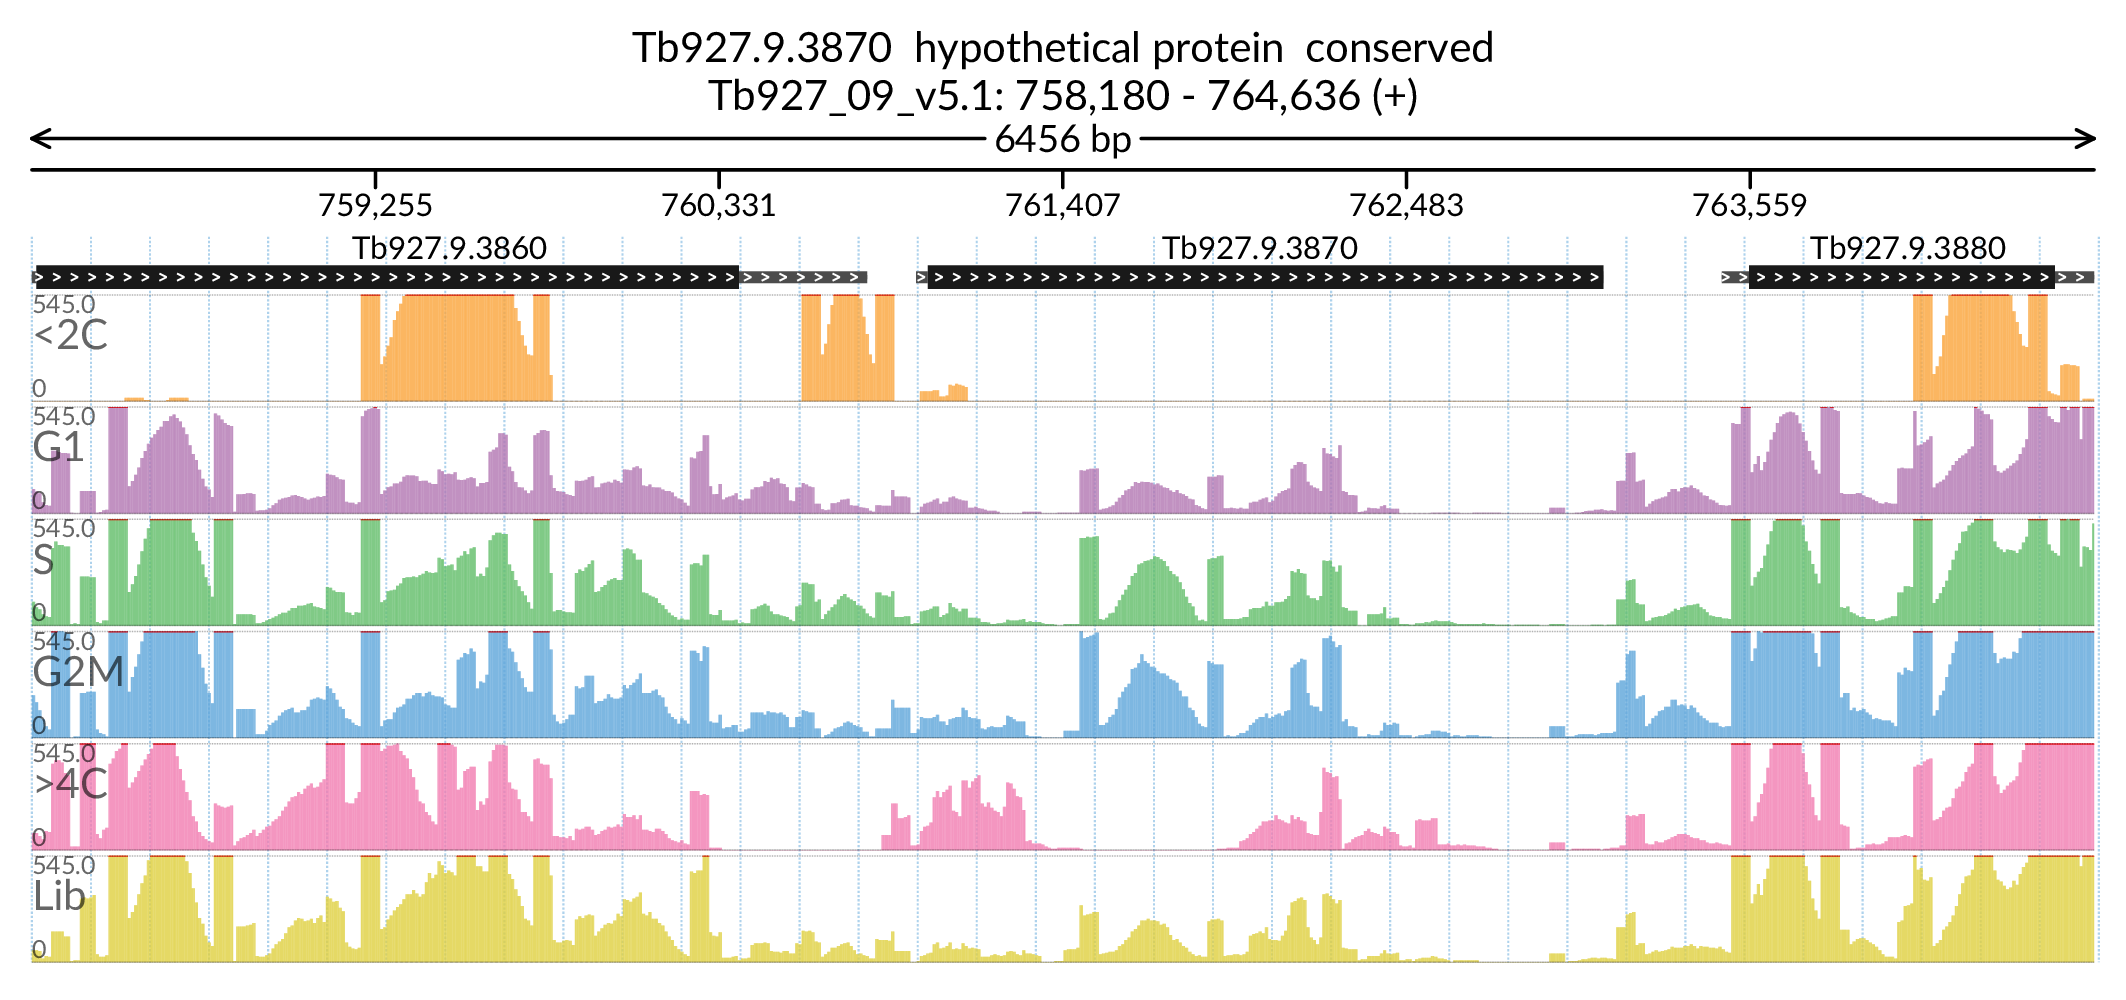 Tb927.9.3870  hypothetical protein  conserved
Tb927_09_v5.1: 758,180 - 764,636 (+)
6456 bp
759,255 760,331 761,407 762,483 763,559
Tb927.9.3860 Tb927.9.3870 Tb927.9.3880
545.0
<2C
0
545.0
G1
0
545.0
S
0
545.0
G2M
0
545.0
>4C
0
545.0
Lib
0